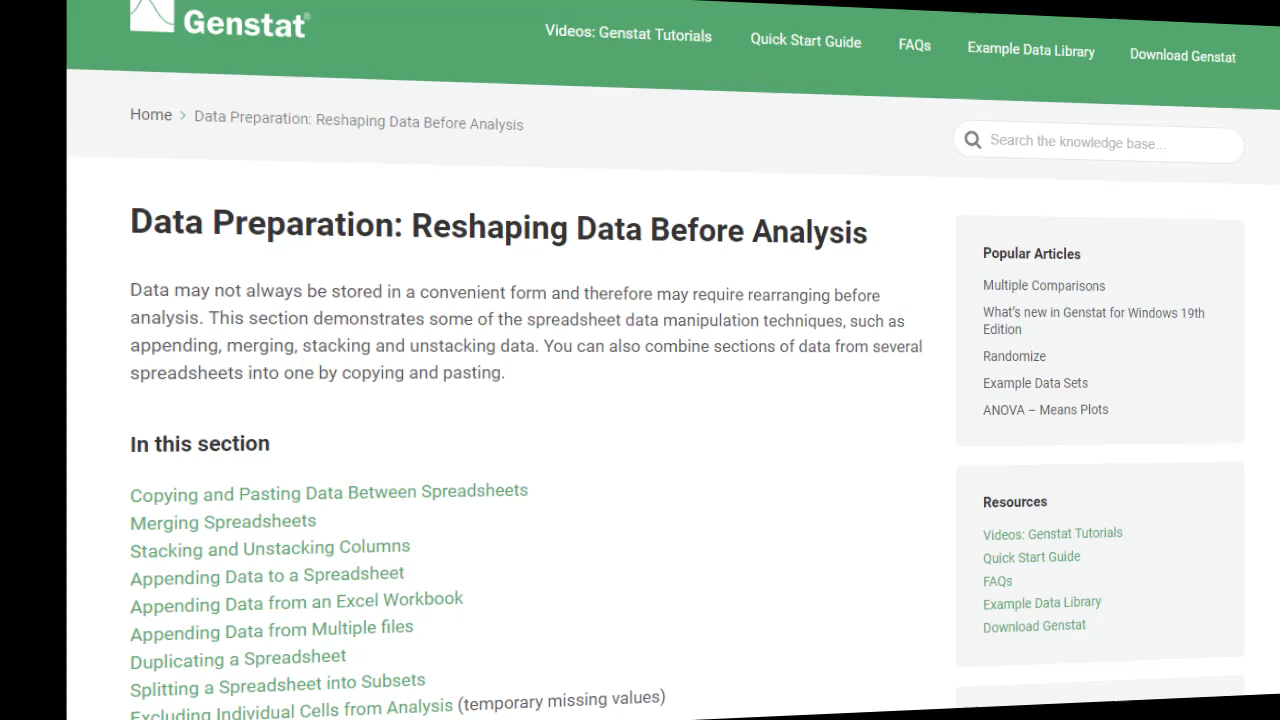 Genstat®
Videos: Genstat Tutorials
Quick Start Guide
FAQs
Example Data Library
Download Genstat
Home > Data Preparation: Reshaping Data Before Analysis
Search the knowledge base...
Data Preparation: Reshaping Data Before Analysis
Data may not always be stored in a convenient form and therefore may require rearranging before
analysis. This section demonstrates some of the spreadsheet data manipulation techniques, such as
appending, merging, stacking and unstacking data. You can also combine sections of data from several
spreadsheets into one by copying and pasting.
In this section
Copying and Pasting Data Between Spreadsheets
Merging Spreadsheets
Stacking and Unstacking Columns
Appending Data to a Spreadsheet
Appending Data from an Excel Workbook
Appending Data from Multiple files
Duplicating a Spreadsheet
Splitting a Spreadsheet into Subsets
Excluding Individual Cells from Analysis (temporary missing values)
Popular Articles
Multiple Comparisons
What's new in Genstat for Windows 19th
Edition
Randomize
Example Data Sets
ANOVA – Means Plots
Resources
Videos: Genstat Tutorials
Quick Start Guide
FAQs
Example Data Library
Download Genstat